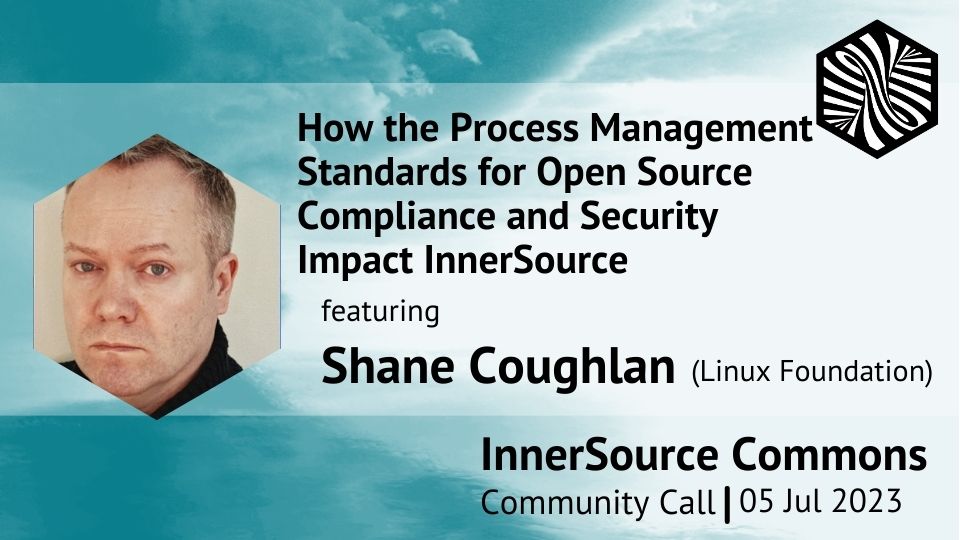 How the Process Management
Standards for Open Source
Compliance and Security
Impact InnerSource
featuring
Shane Coughlan (Linux Foundation)
InnerSource Commons
Community Call | 05 Jul 2023